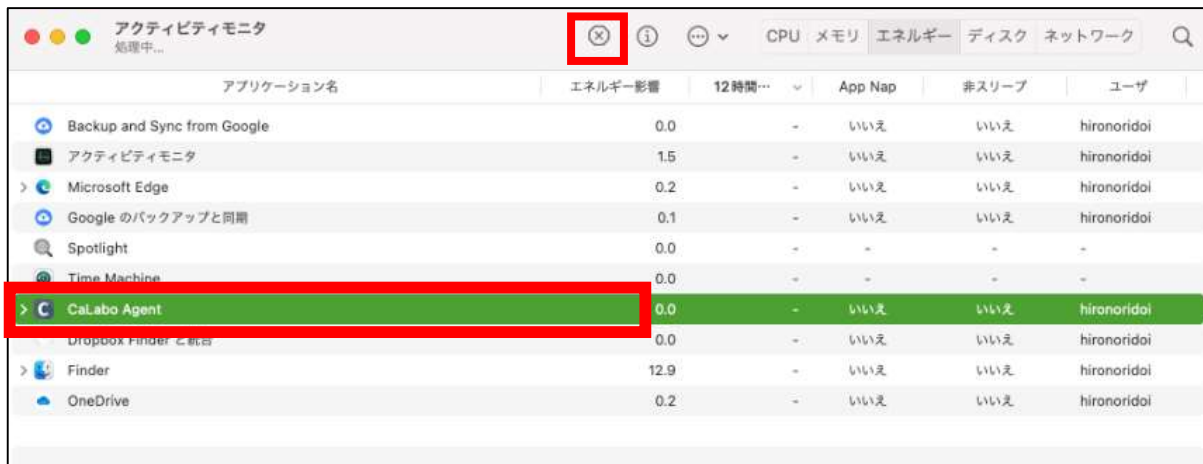 アクティビティモニタ
処理中...
CPU メモリ エネルギー ディスク ネットワーク
アプリケーション名 エネルギー影響 12時間… App Nap 非スリープ ユーザ
Backup and Sync from Google 0.0 - いいえ いいえ hironoridoi
アクティビティモニタ 1.5 - いいえ いいえ hironoridoi
Microsoft Edge 0.2 - いいえ いいえ hironoridoi
Google のバックアップと同期 0.1 - いいえ いいえ hironoridoi
Spotlight 0.0 - - - -
Time Machine 0.0 - - - -
CaLabo Agent 0.0 - いいえ いいえ hironoridoi
Dropbox Finder と統合 0.0 - いいえ いいえ hironoridoi
Finder 12.9 - いいえ いいえ hironoridoi
OneDrive 0.2 - いいえ いいえ hironoridoi